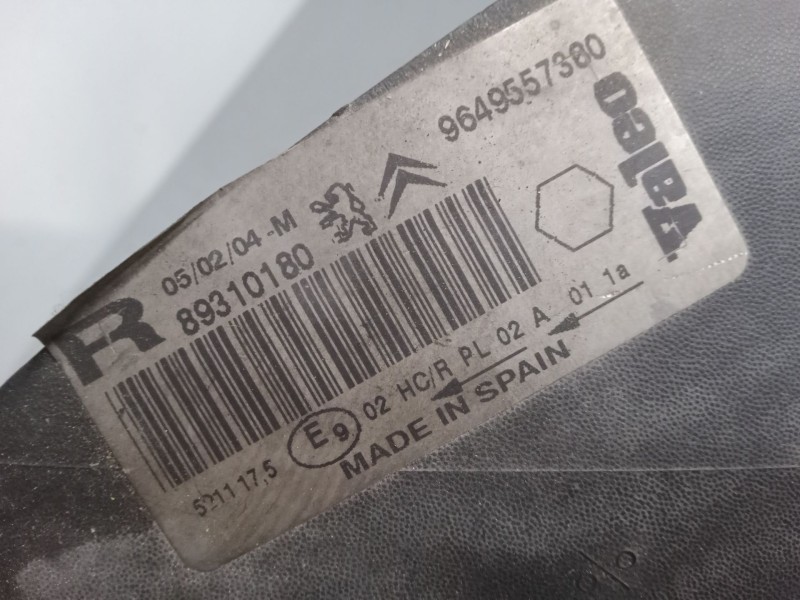 9649557380
Valeo
05/02/04-M
R 89310180
E9 02 HC/R PL 02 A 01 1a
5211 17,5
MADE IN SPAIN